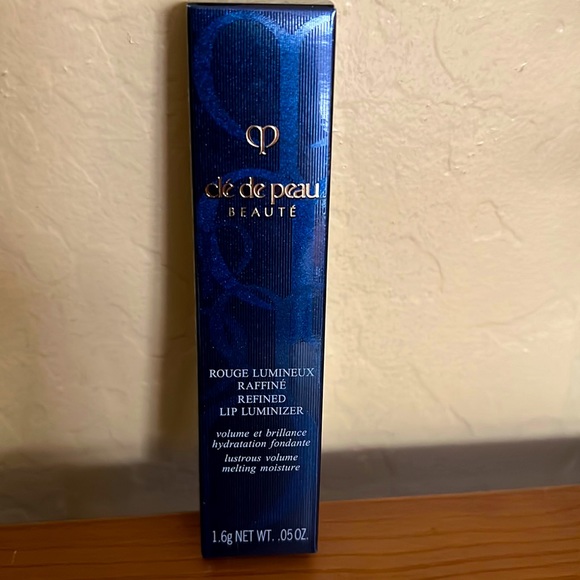 clé de peau
BEAUTÉ
ROUGE LUMINEUX
RAFFINÉ
REFINED
LIP LUMINIZER
volume et brillance
hydratation fondante
lustrous volume
melting moisture
1.6g NET WT. .05 OZ.